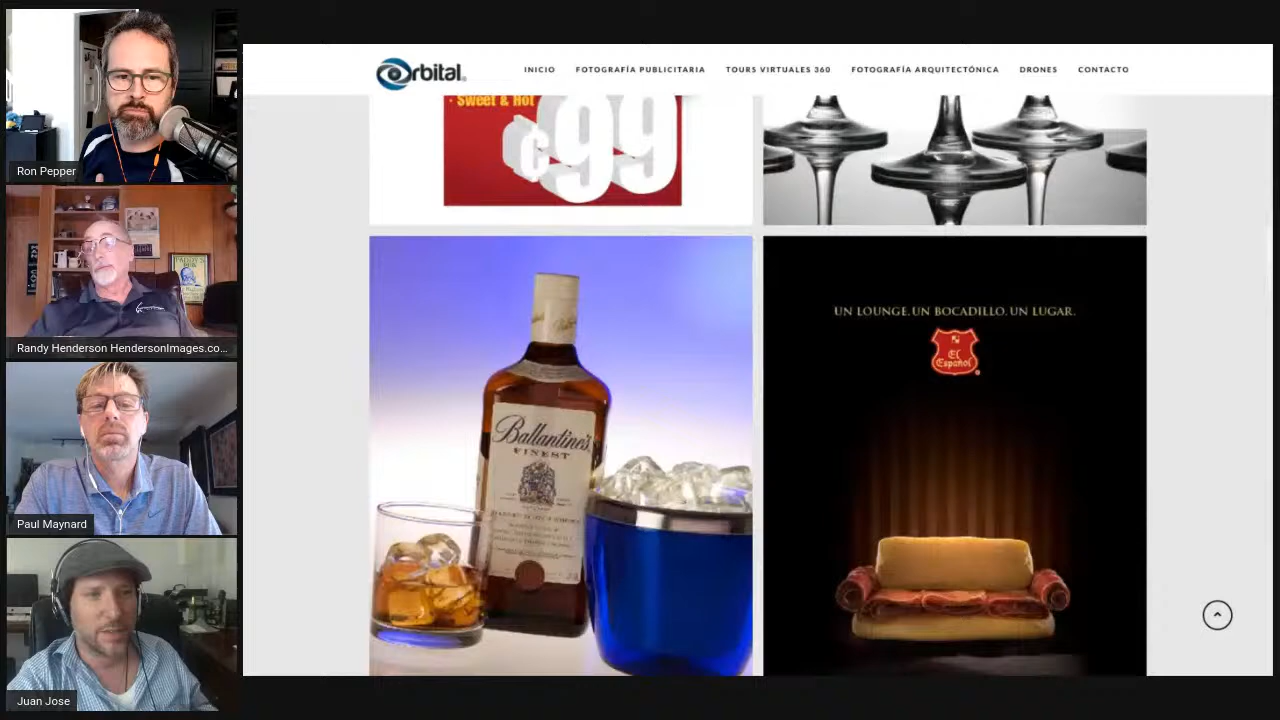 Orbital
INICIO
FOTOGRAFÍA PUBLICITARIA
TOURS VIRTUALES 360
FOTOGRAFÍA ARQUITECTÓNICA
DRONES
CONTACTO
· Sweet & Hot
¢99
Ballantine's
FINEST
UN LOUNGE. UN BOCADILLO. UN LUGAR.
El
Español
Ron Pepper
Randy Henderson HendersonImages.co...
Paul Maynard
Juan Jose